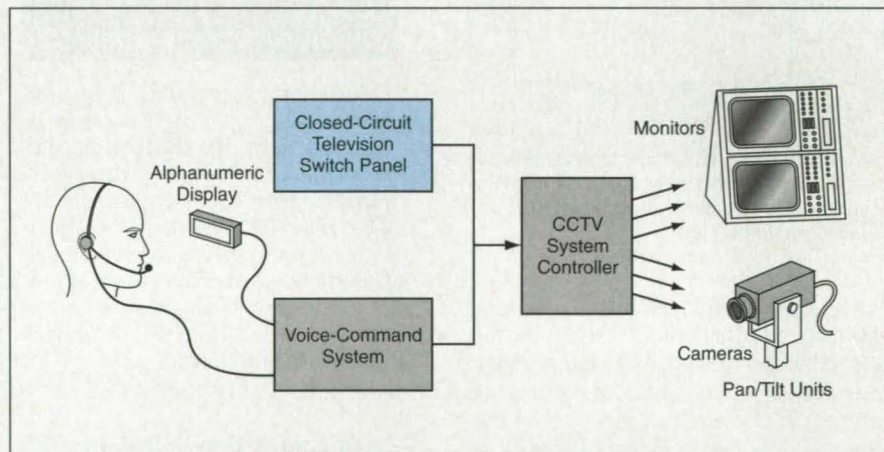 Closed-Circuit
Television
Switch Panel
Alphanumeric
Display
Monitors
CCTV
System
Controller
Voice-Command
System
Cameras
Pan/Tilt Units